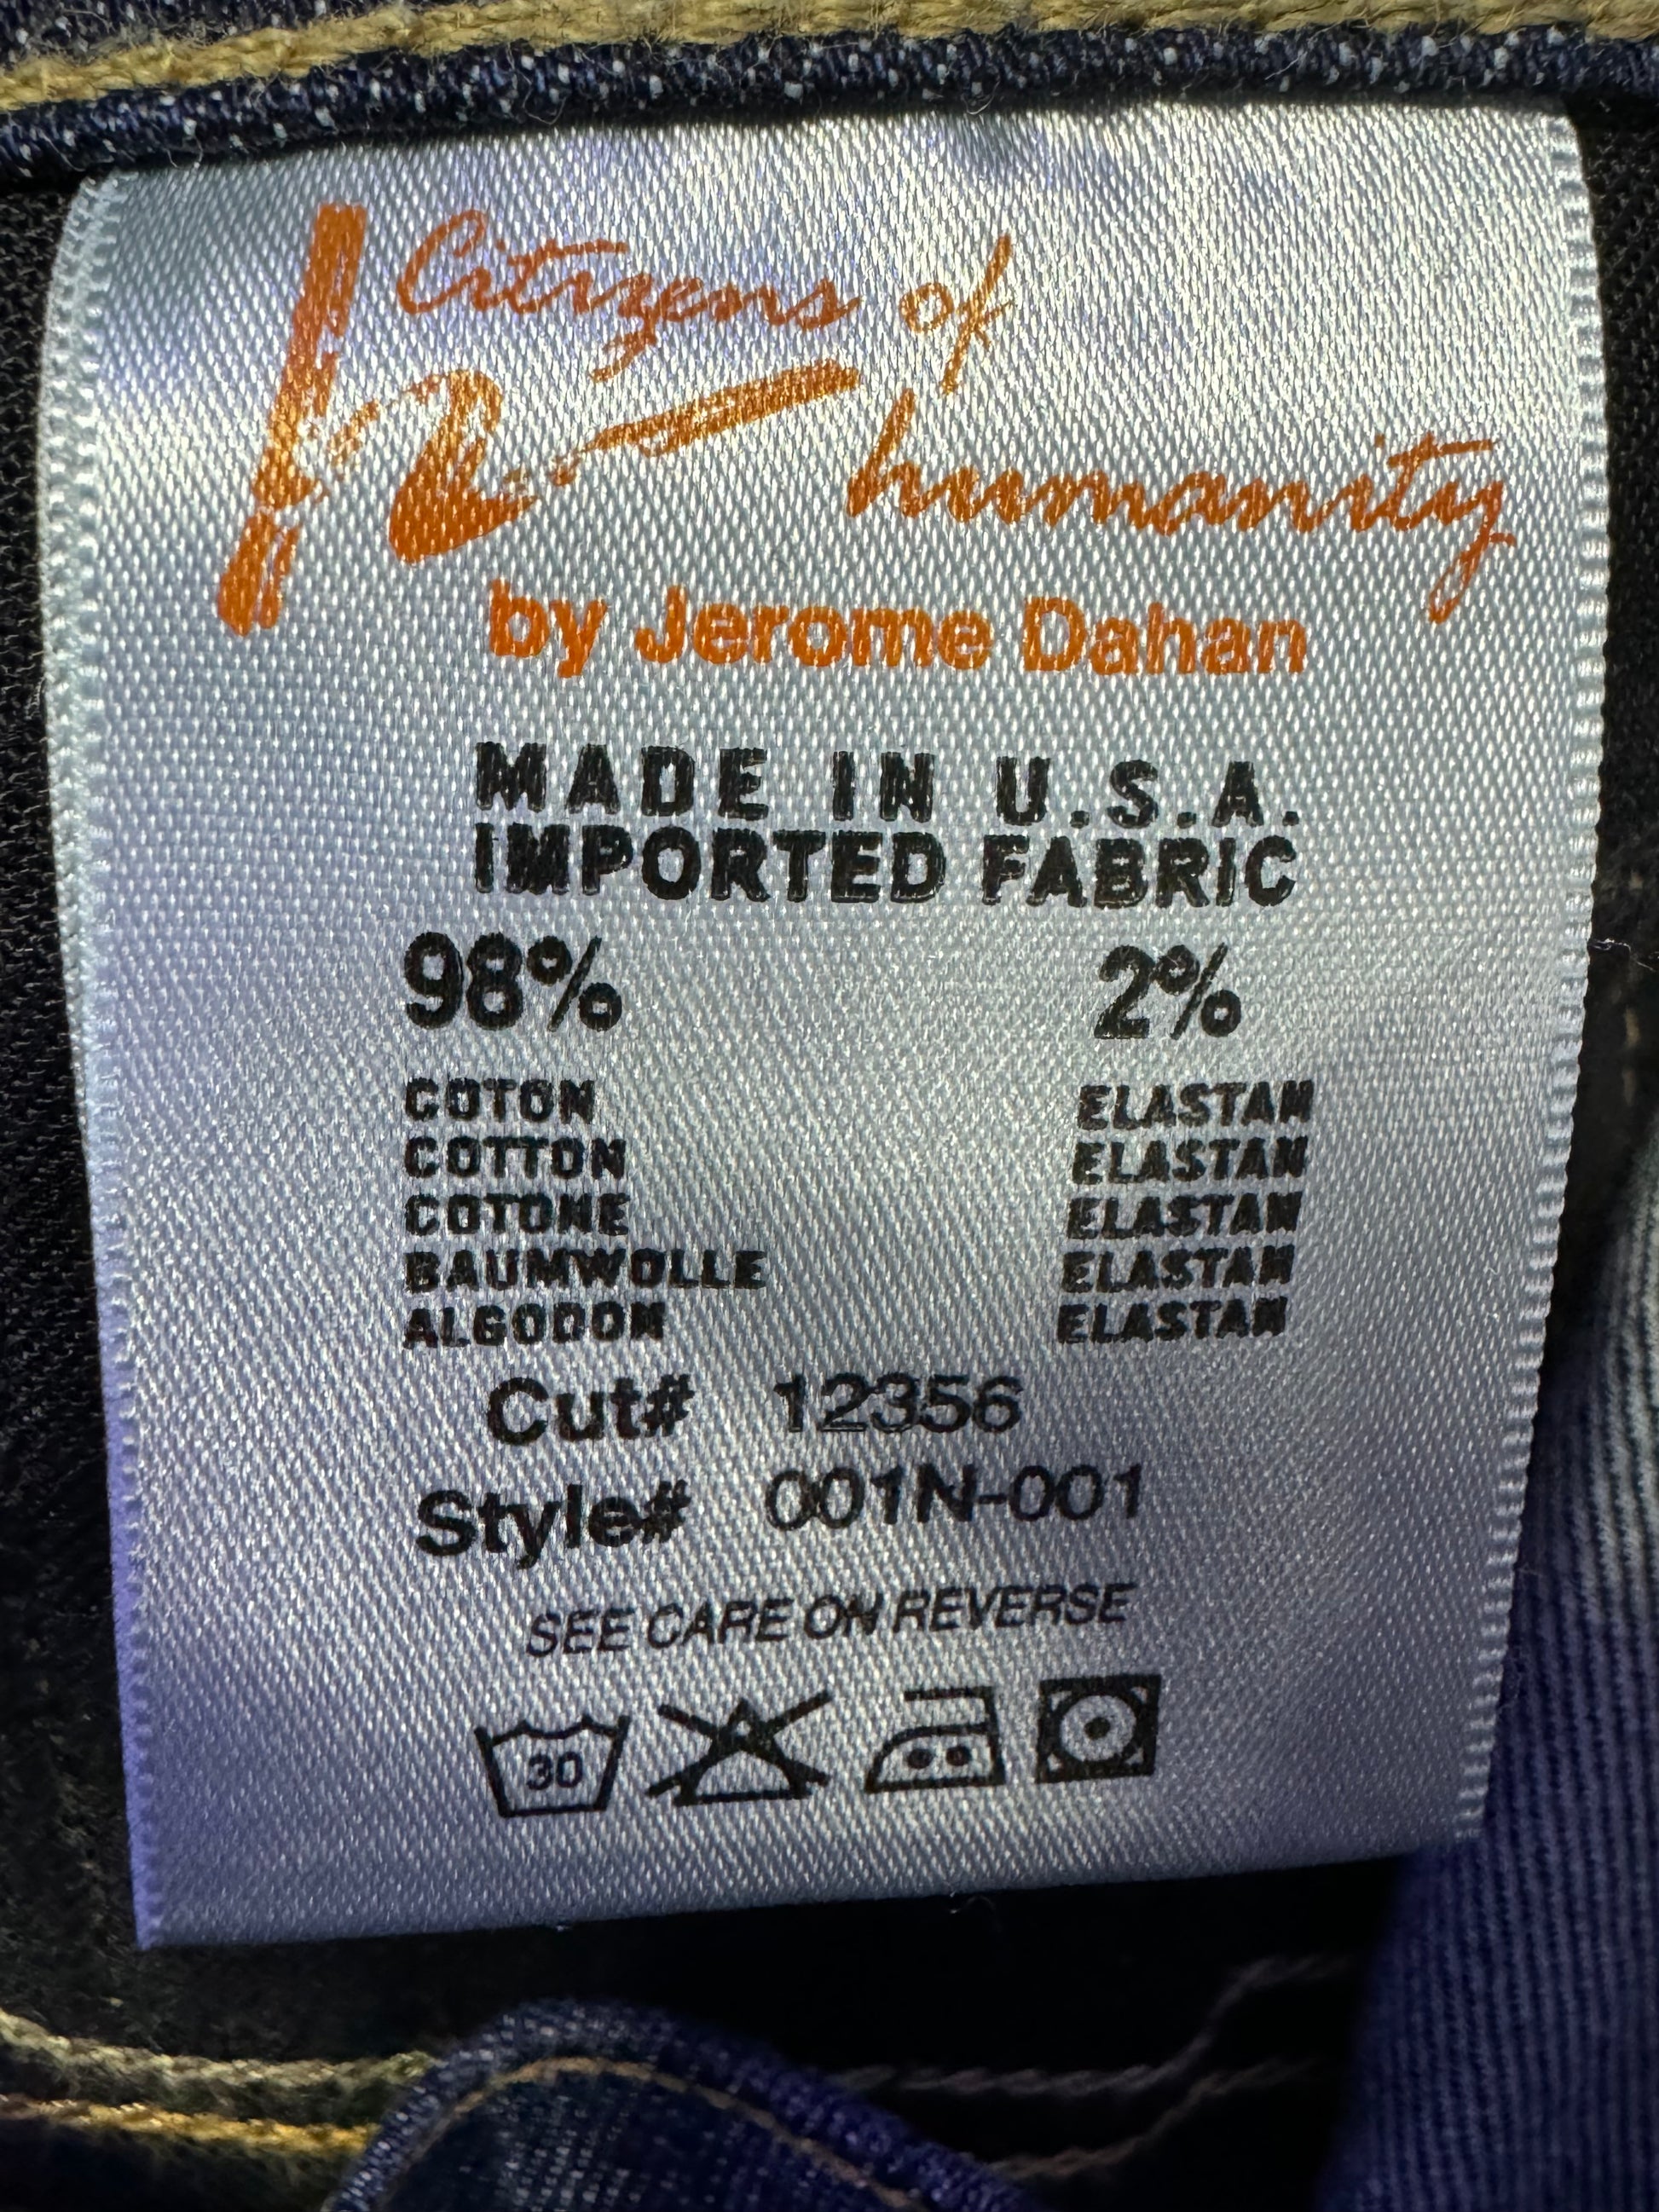 Citizens of
humanity
by Jerome Dahan
MADE IN U.S.A.
IMPORTED FABRIC
98% 2%
COTON ELASTAN
COTTON ELASTAN
COTONE ELASTAN
BAUMWOLLE ELASTAN
ALGODON ELASTAN
Cut# 12356
Style# 001N-001
SEE CARE ON REVERSE
30